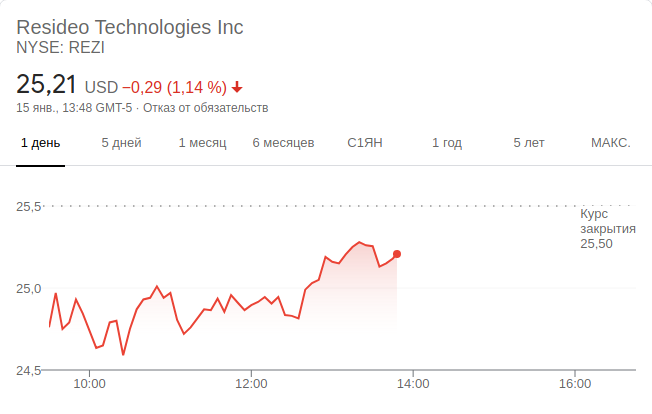 Resideo Technologies Inc
NYSE: REZI
25,21 USD −0,29 (1,14 %)
15 янв., 13:48 GMT-5 · Отказ от обязательств
1 день 5 дней 1 месяц 6 месяцев С1ЯН 1 год 5 лет МАКС.
25,5
Курс
закрытия
25,50
25,0
24,5
10:00 12:00 14:00 16:00